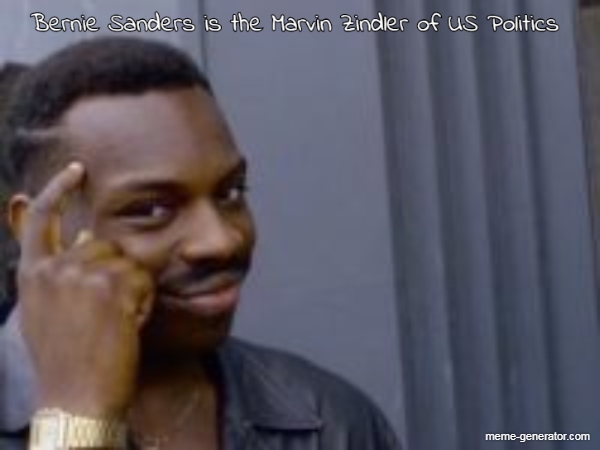 Bernie Sanders is the Marvin Zindler of US Politics
meme-generator.com